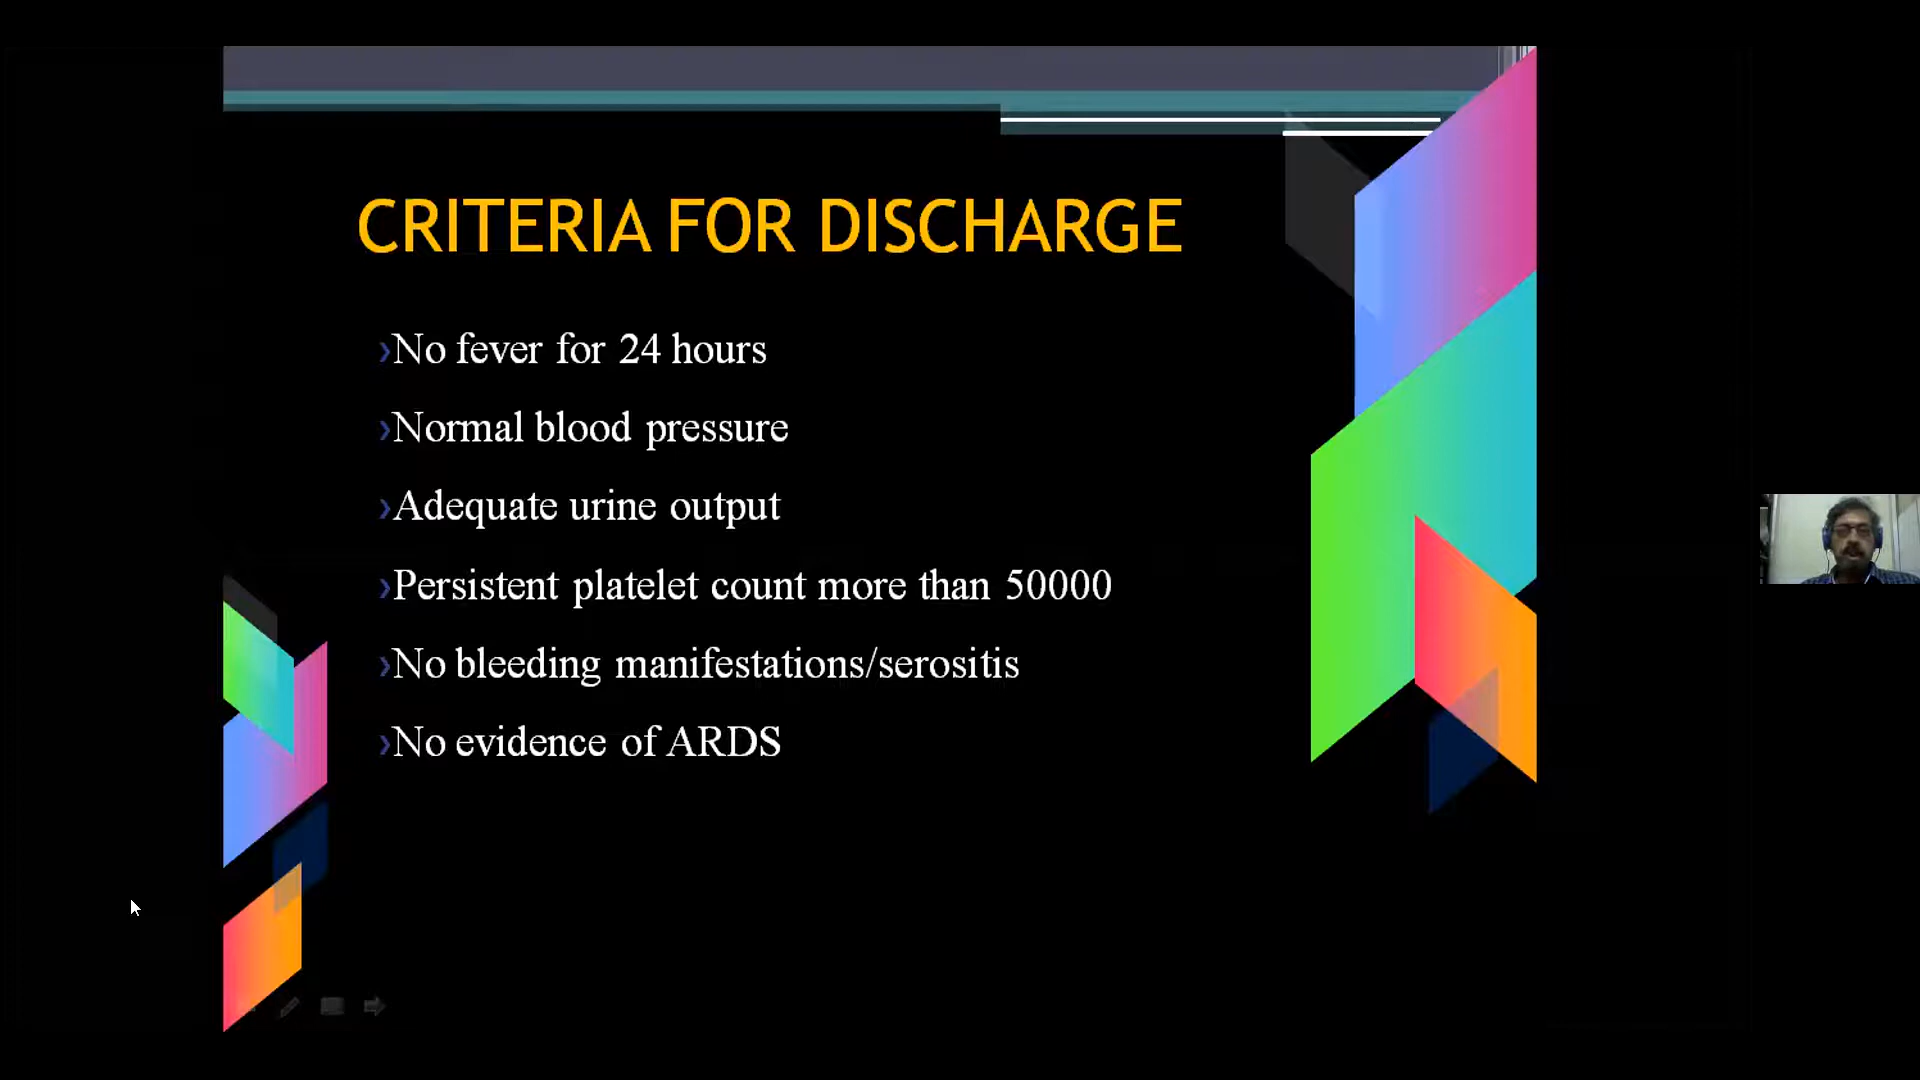 CRITERIA FOR DISCHARGE
›No fever for 24 hours
›Normal blood pressure
›Adequate urine output
›Persistent platelet count more than 50000
›No bleeding manifestations/serositis
›No evidence of ARDS